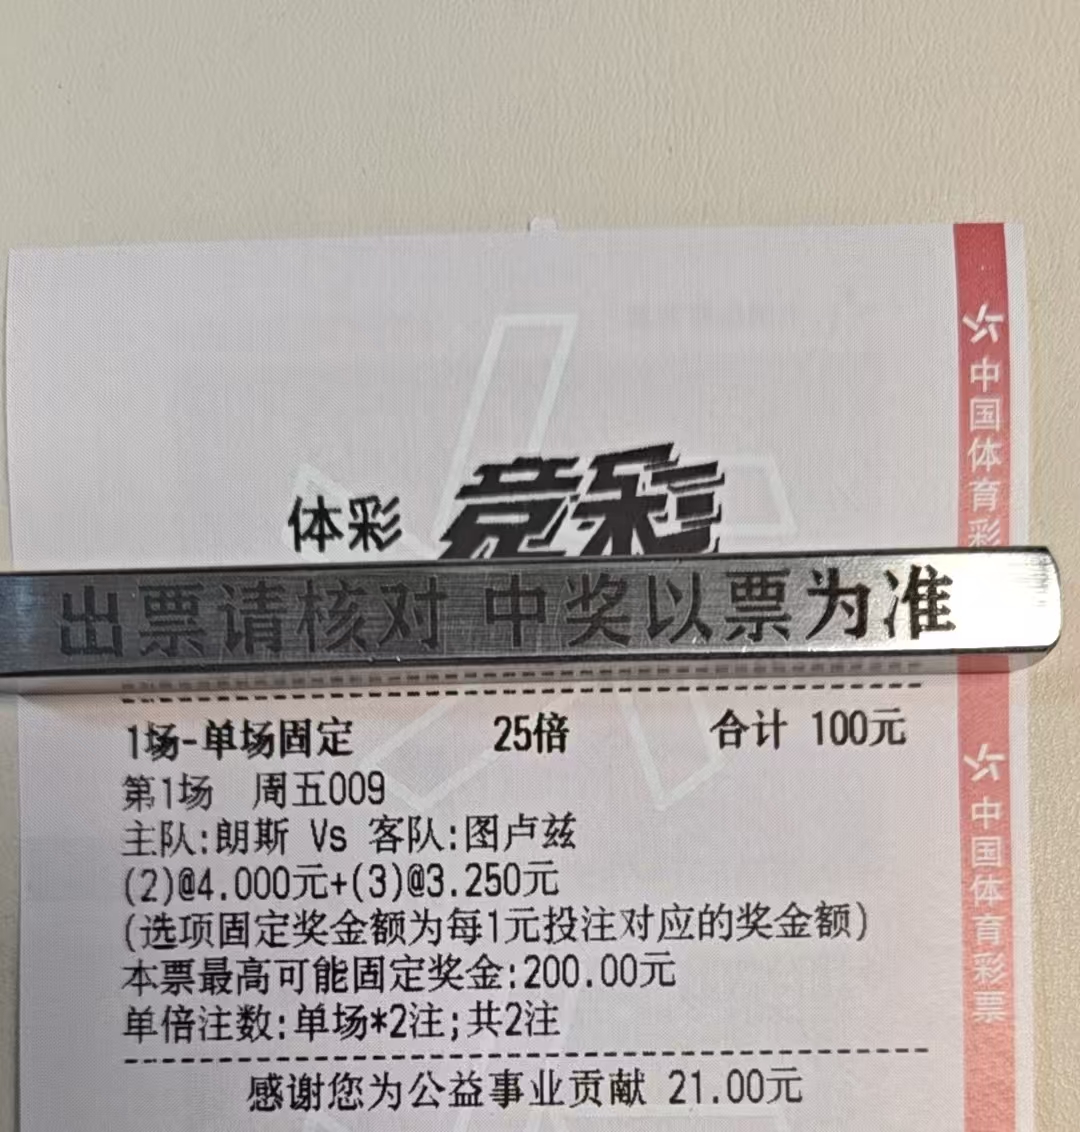 体彩 竞彩
出票请核对 中奖以票为准
1场-单场固定 25倍 合计 100元
第1场 周五009
主队:朗斯 Vs 客队:图卢兹
(2)@4.000元+(3)@3.250元
(选项固定奖金额为每1元投注对应的奖金额)
本票最高可能固定奖金:200.00元
单倍注数:单场*2注;共2注
感谢您为公益事业贡献 21.00元
中国体育彩
中国体育彩票